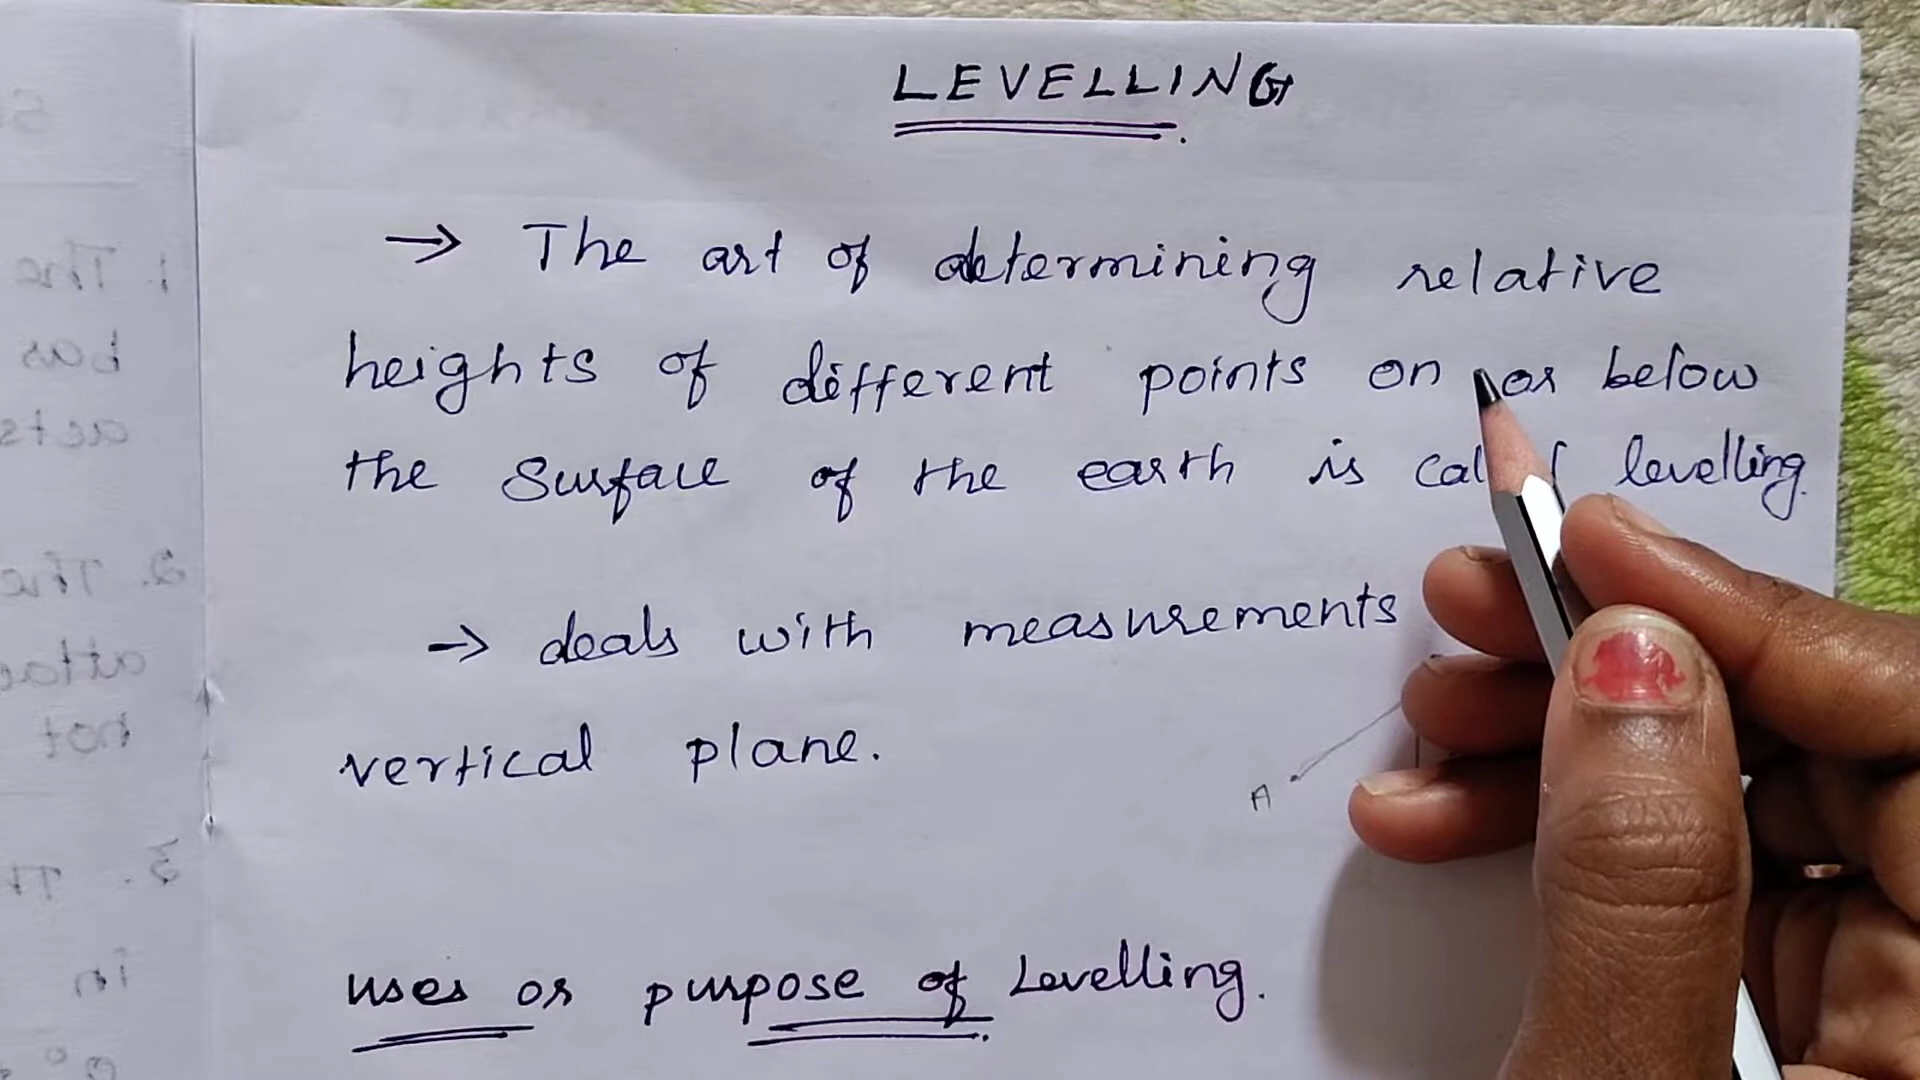 LEVELLING
→ The art of determining relative
heights of different points on or below
the surface of the earth is levelling.
→ deals with measurements
vertical plane.
A
uses or purpose of Levelling.